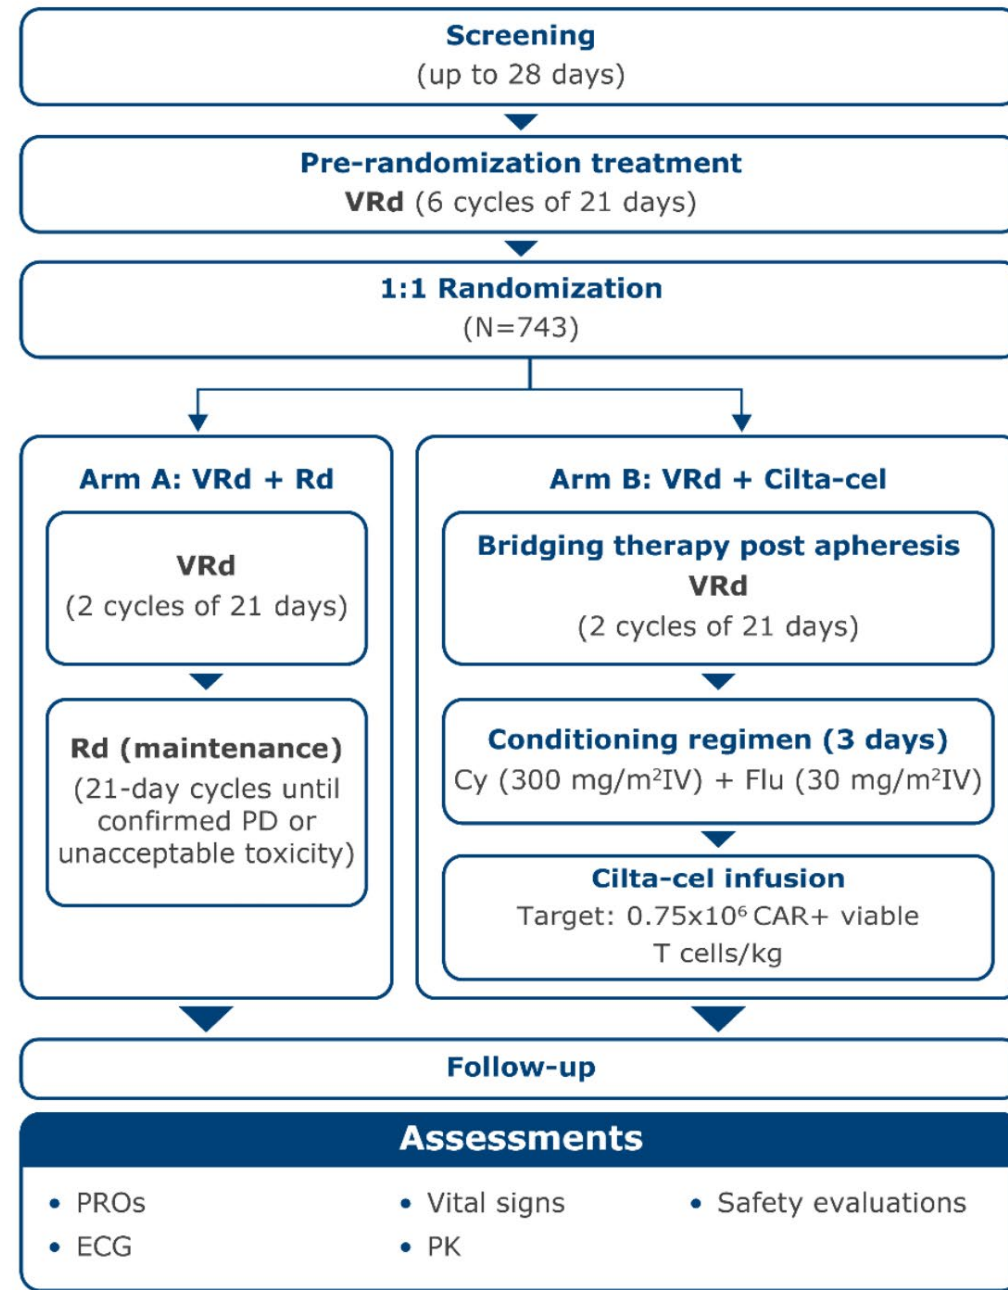 Screening
(up to 28 days)
Pre-randomization treatment
VRd (6 cycles of 21 days)
1:1 Randomization
(N=743)
Arm A: VRd + Rd
VRd
(2 cycles of 21 days)
Rd (maintenance)
(21-day cycles until
confirmed PD or
unacceptable toxicity)
Arm B: VRd + Cilta-cel
Bridging therapy post apheresis
VRd
(2 cycles of 21 days)
Conditioning regimen (3 days)
Cy (300 mg/m²IV) + Flu (30 mg/m²IV)
Cilta-cel infusion
Target: 0.75x10⁶ CAR+ viable
T cells/kg
Follow-up
Assessments
• PROs
• ECG
• Vital signs
• PK
• Safety evaluations